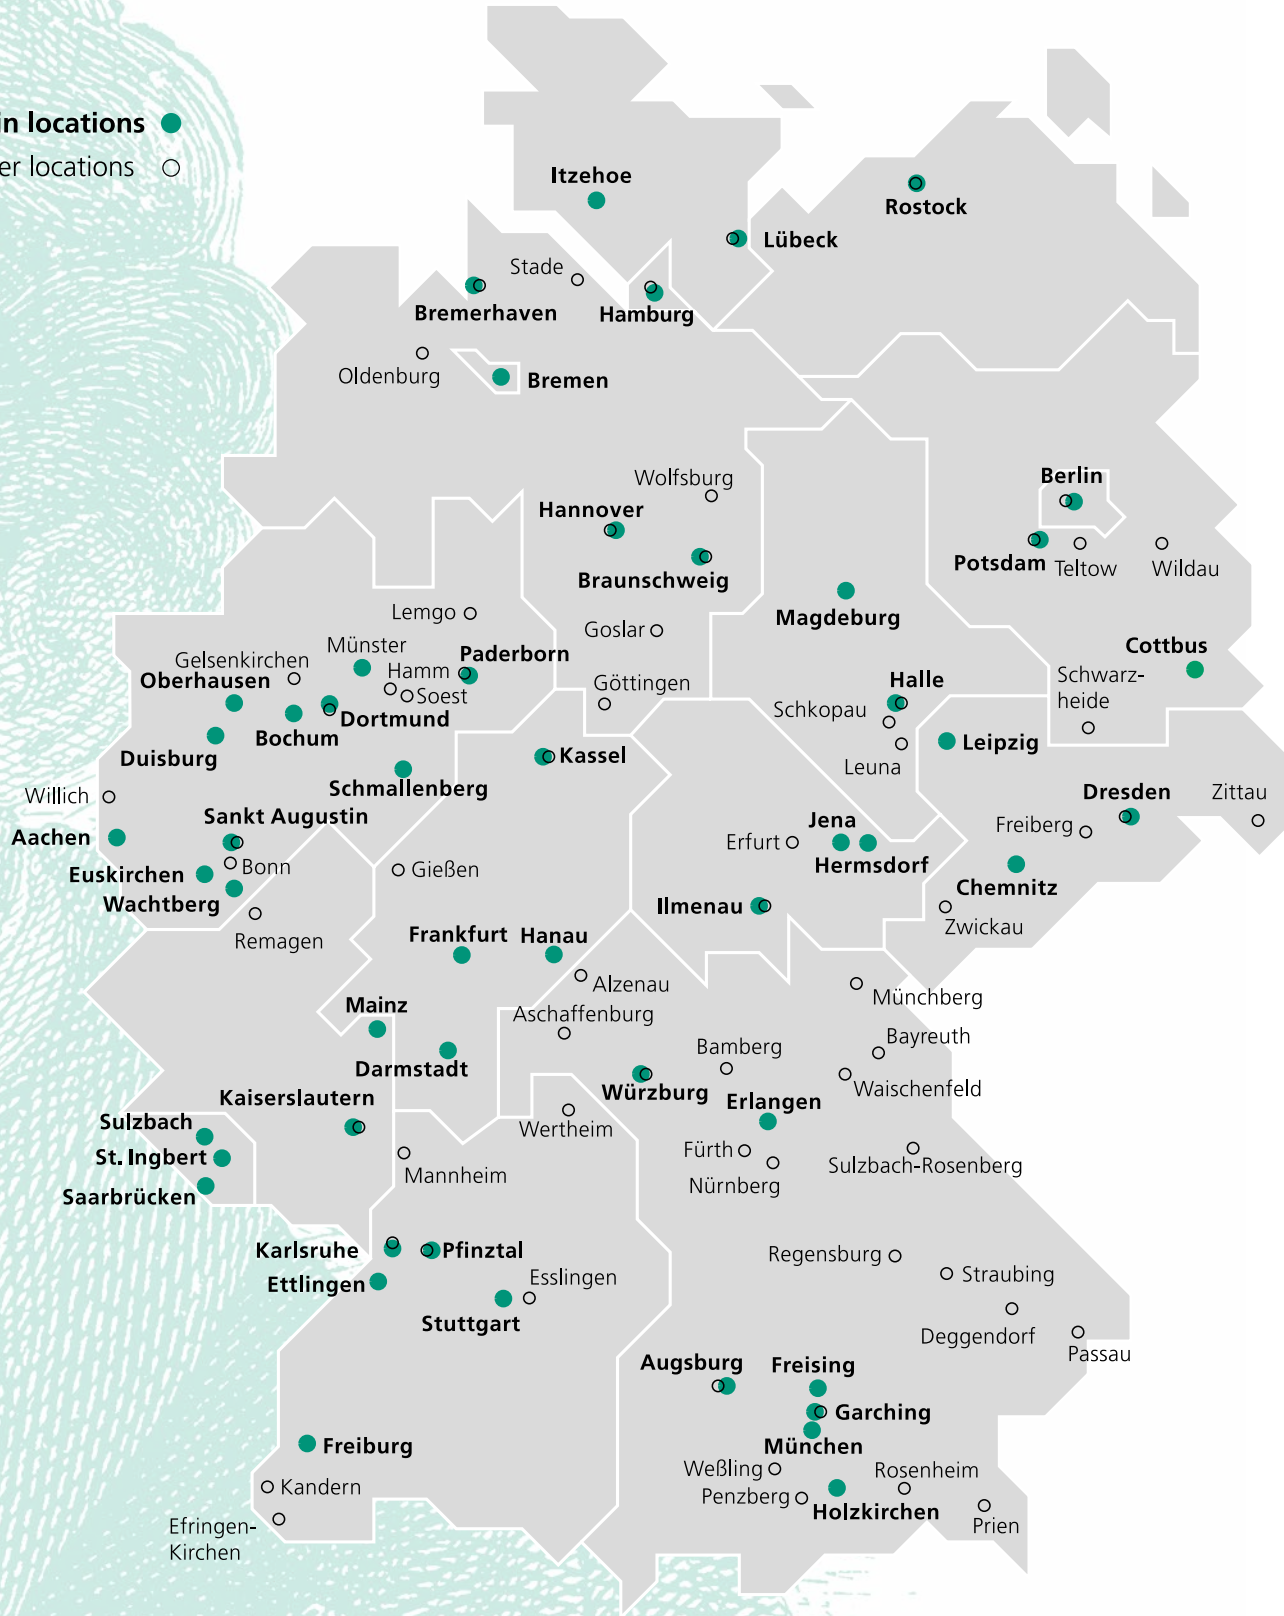 in locations
er locations
Itzehoe
Rostock
Lübeck
Stade
Bremerhaven
Hamburg
Oldenburg
Bremen
Wolfsburg
Berlin
Hannover
Potsdam
Teltow
Wildau
Braunschweig
Magdeburg
Lemgo
Goslar
Münster
Cottbus
Gelsenkirchen
Hamm
Paderborn
Oberhausen
Soest
Göttingen
Halle
Schwarz-
heide
Schkopau
Dortmund
Bochum
Leipzig
Duisburg
Kassel
Leuna
Schmallenberg
Willich
Dresden
Zittau
Sankt Augustin
Aachen
Jena
Freiberg
Erfurt
Hermsdorf
Bonn
Gießen
Euskirchen
Chemnitz
Wachtberg
Ilmenau
Zwickau
Remagen
Frankfurt
Hanau
Alzenau
Münchberg
Mainz
Aschaffenburg
Bayreuth
Bamberg
Darmstadt
Waischenfeld
Kaiserslautern
Würzburg
Erlangen
Sulzbach
Wertheim
St. Ingbert
Fürth
Sulzbach-Rosenberg
Mannheim
Nürnberg
Saarbrücken
Karlsruhe
Pfinztal
Regensburg
Straubing
Ettlingen
Esslingen
Stuttgart
Deggendorf
Passau
Augsburg
Freising
Garching
Freiburg
München
Weßling
Rosenheim
Kandern
Penzberg
Holzkirchen
Prien
Efringen-
Kirchen